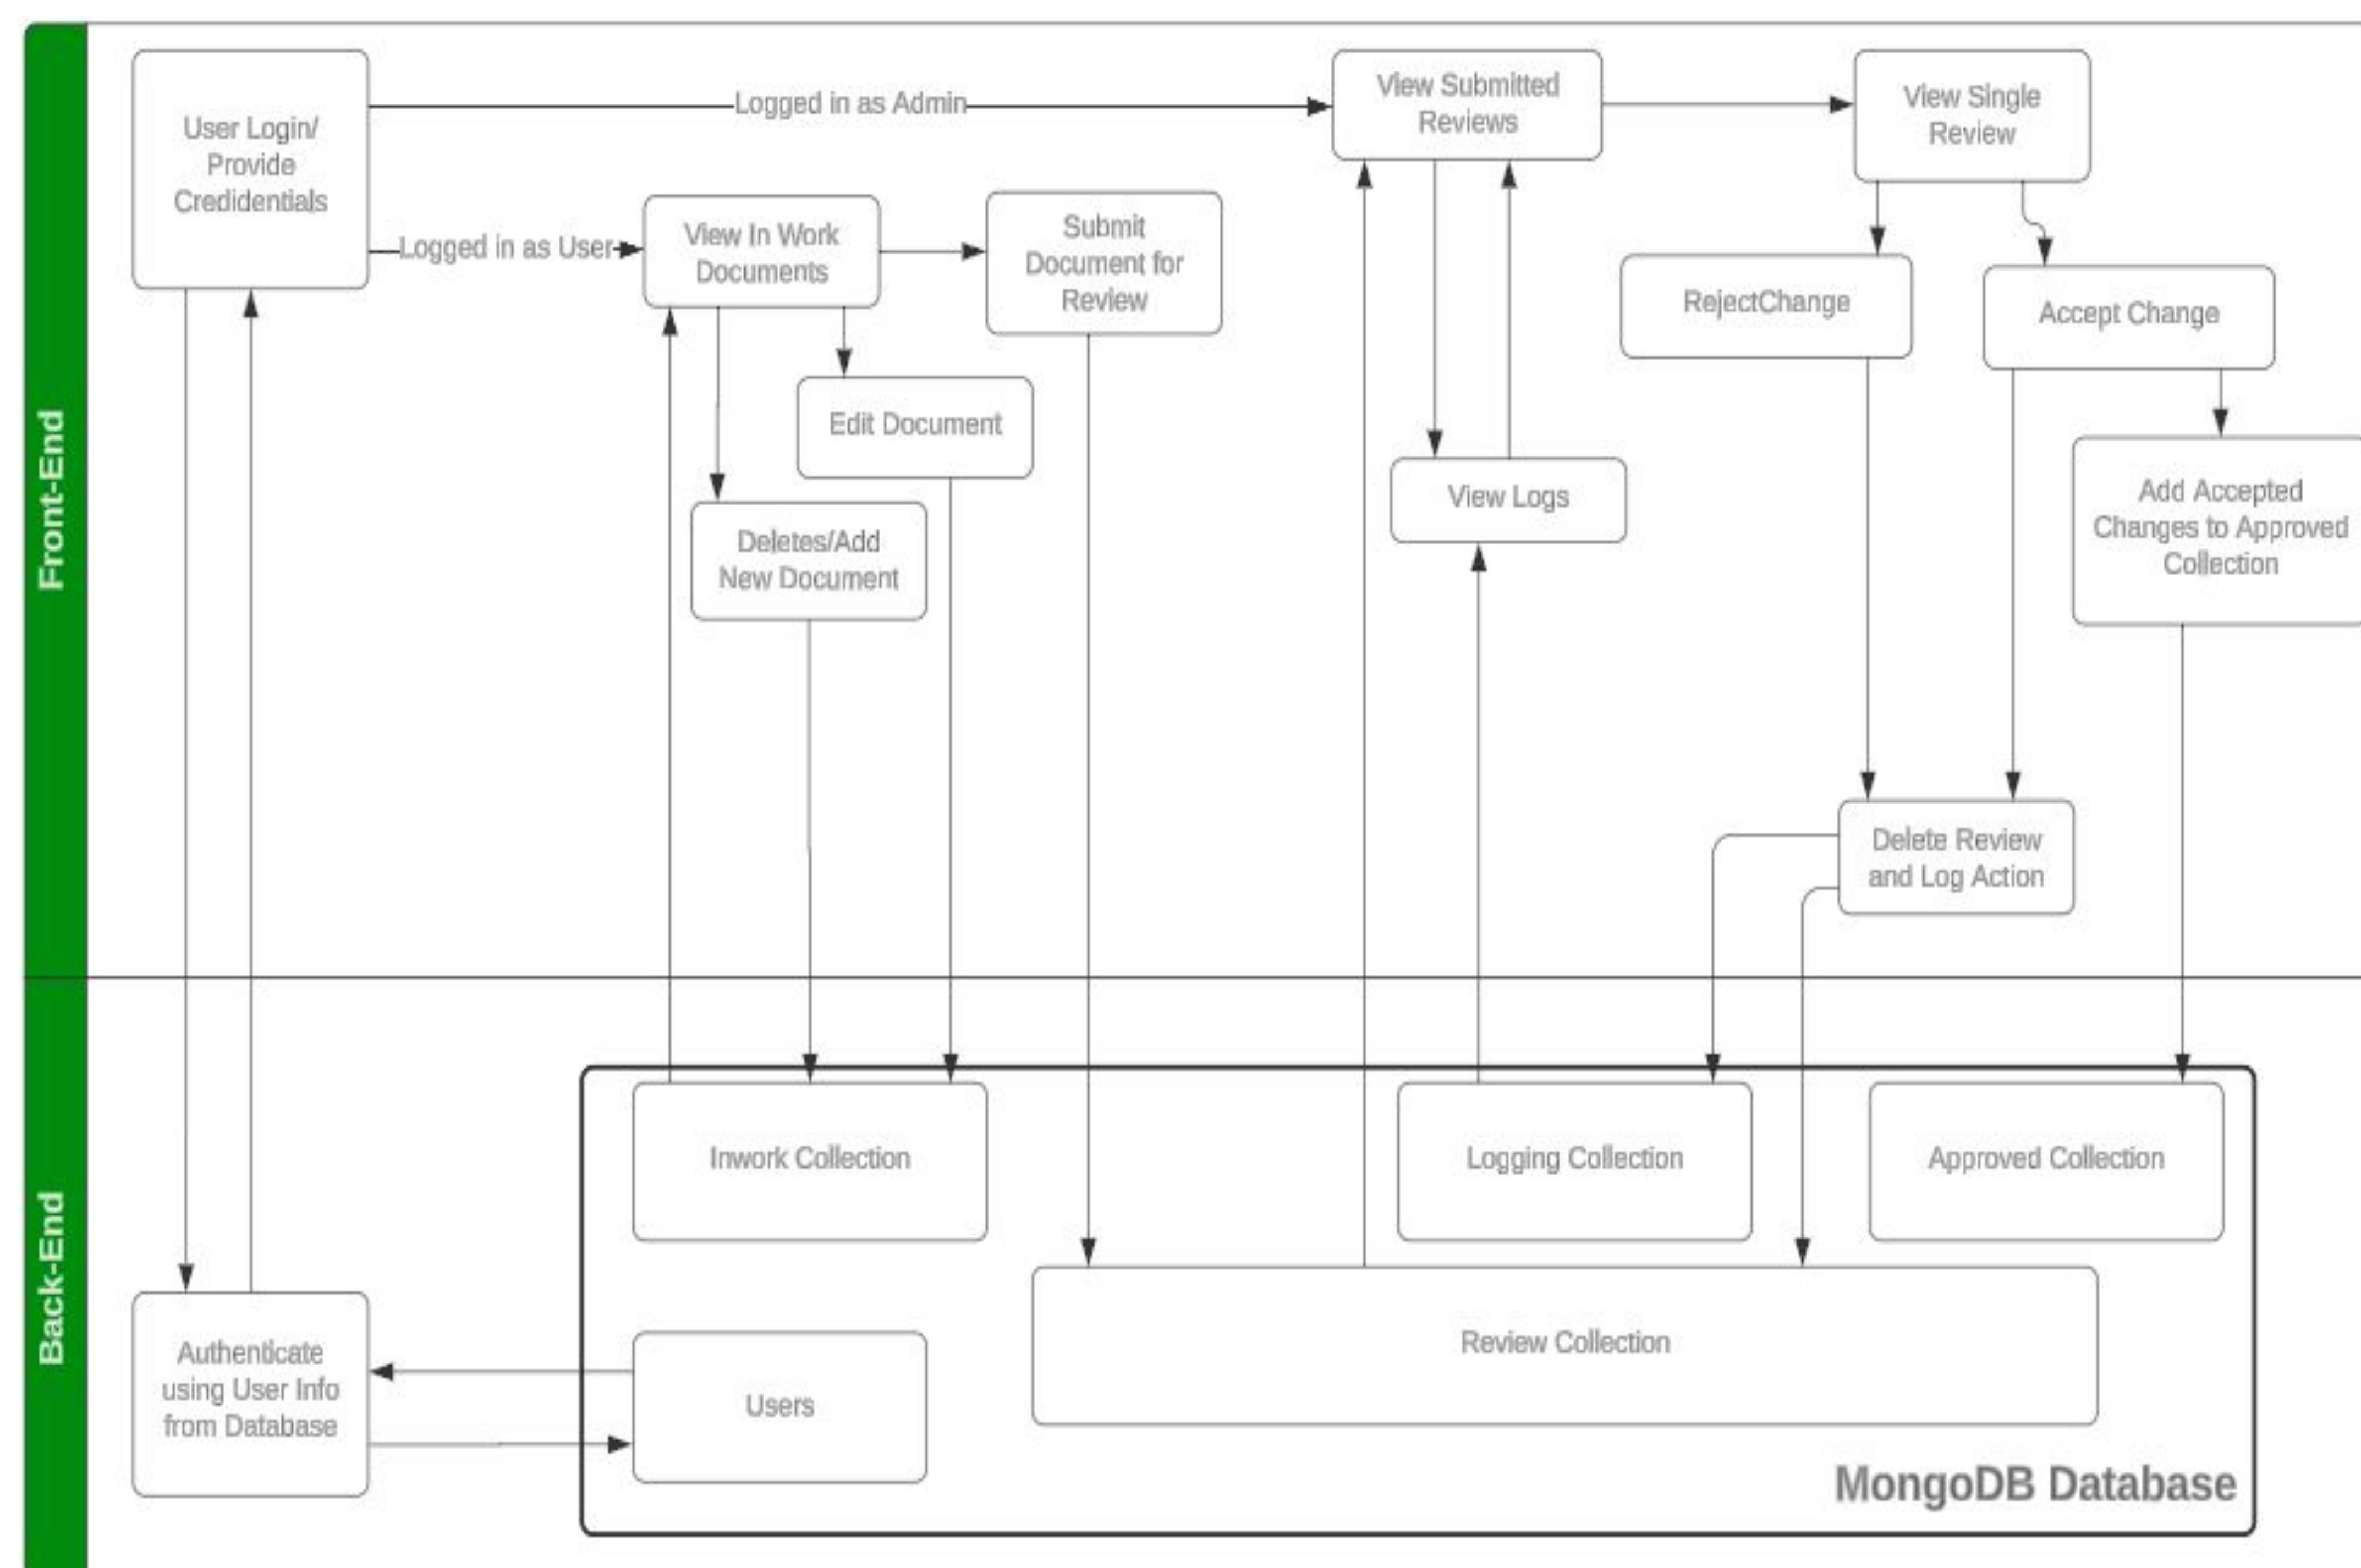 Front-End
User Login/
Provide
Credidentials
Logged in as Admin
Logged in as User
View In Work
Documents
Submit
Document for
Review
Edit Document
Deletes/Add
New Document
View Submitted
Reviews
View Single
Review
RejectChange
Accept Change
View Logs
Add Accepted
Changes to Approved
Collection
Delete Review
and Log Action
Back-End
Authenticate
using User Info
from Database
Inwork Collection
Logging Collection
Approved Collection
Users
Review Collection
MongoDB Database